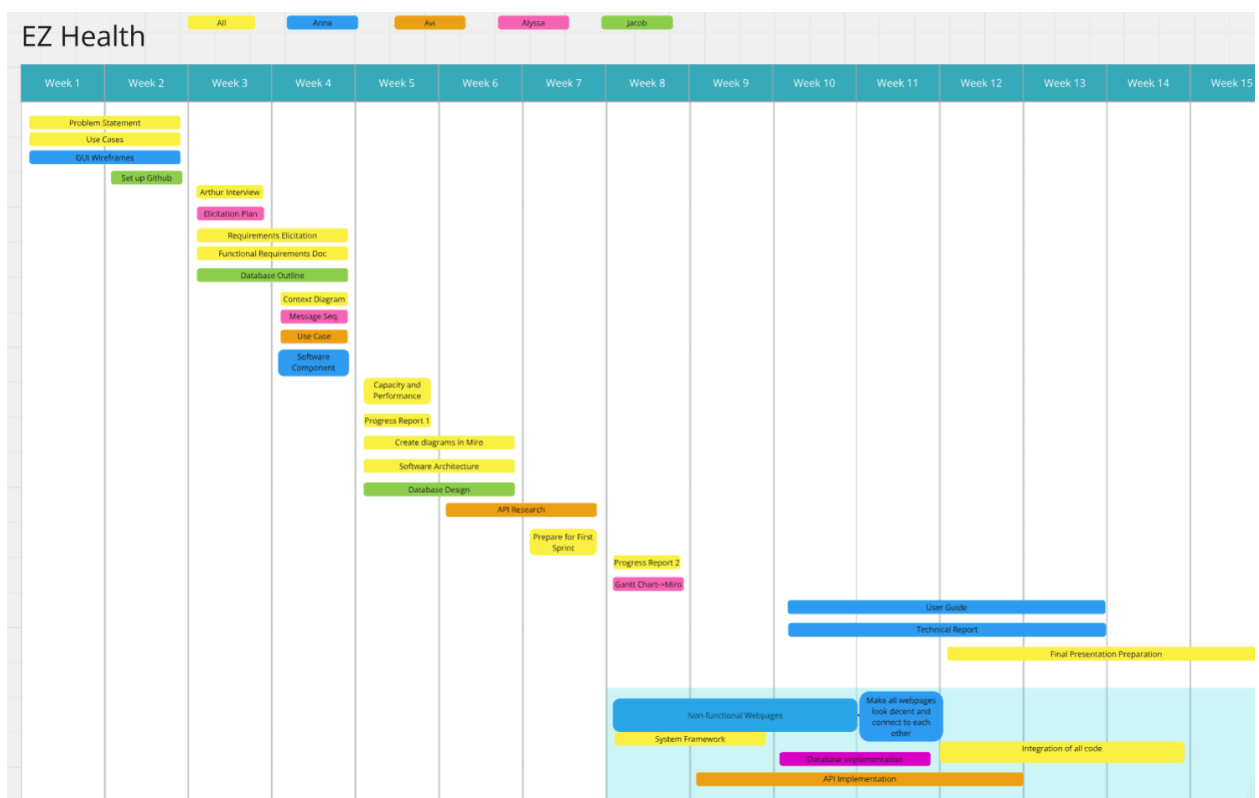 All
Anna
Avi
Alyssa
Jacob
EZ Health
Week 1
Week 2
Week 3
Week 4
Week 5
Week 6
Week 7
Week 8
Week 9
Week 10
Week 11
Week 12
Week 13
Week 14
Week 15
Problem Statement
Use Cases
GUI Wireframes
Set up Github
Arthur Interview
Elicitation Plan
Requirements Elicitation
Functional Requirements Doc
Database Outline
Context Diagram
Message Seq.
Use Case
Software
Component
Capacity and
Performance
Progress Report 1
Create diagrams in Miro
Software Architecture
Database Design
API Research
Prepare for First
Sprint
Progress Report 2
Gantt Chart->Miro
User Guide
Technical Report
Final Presentation Preparation
Non-functional Webpages
Make all webpages
look decent and
connect to each
other
System Framework
Integration of all code
Database Implementation
API Implementation